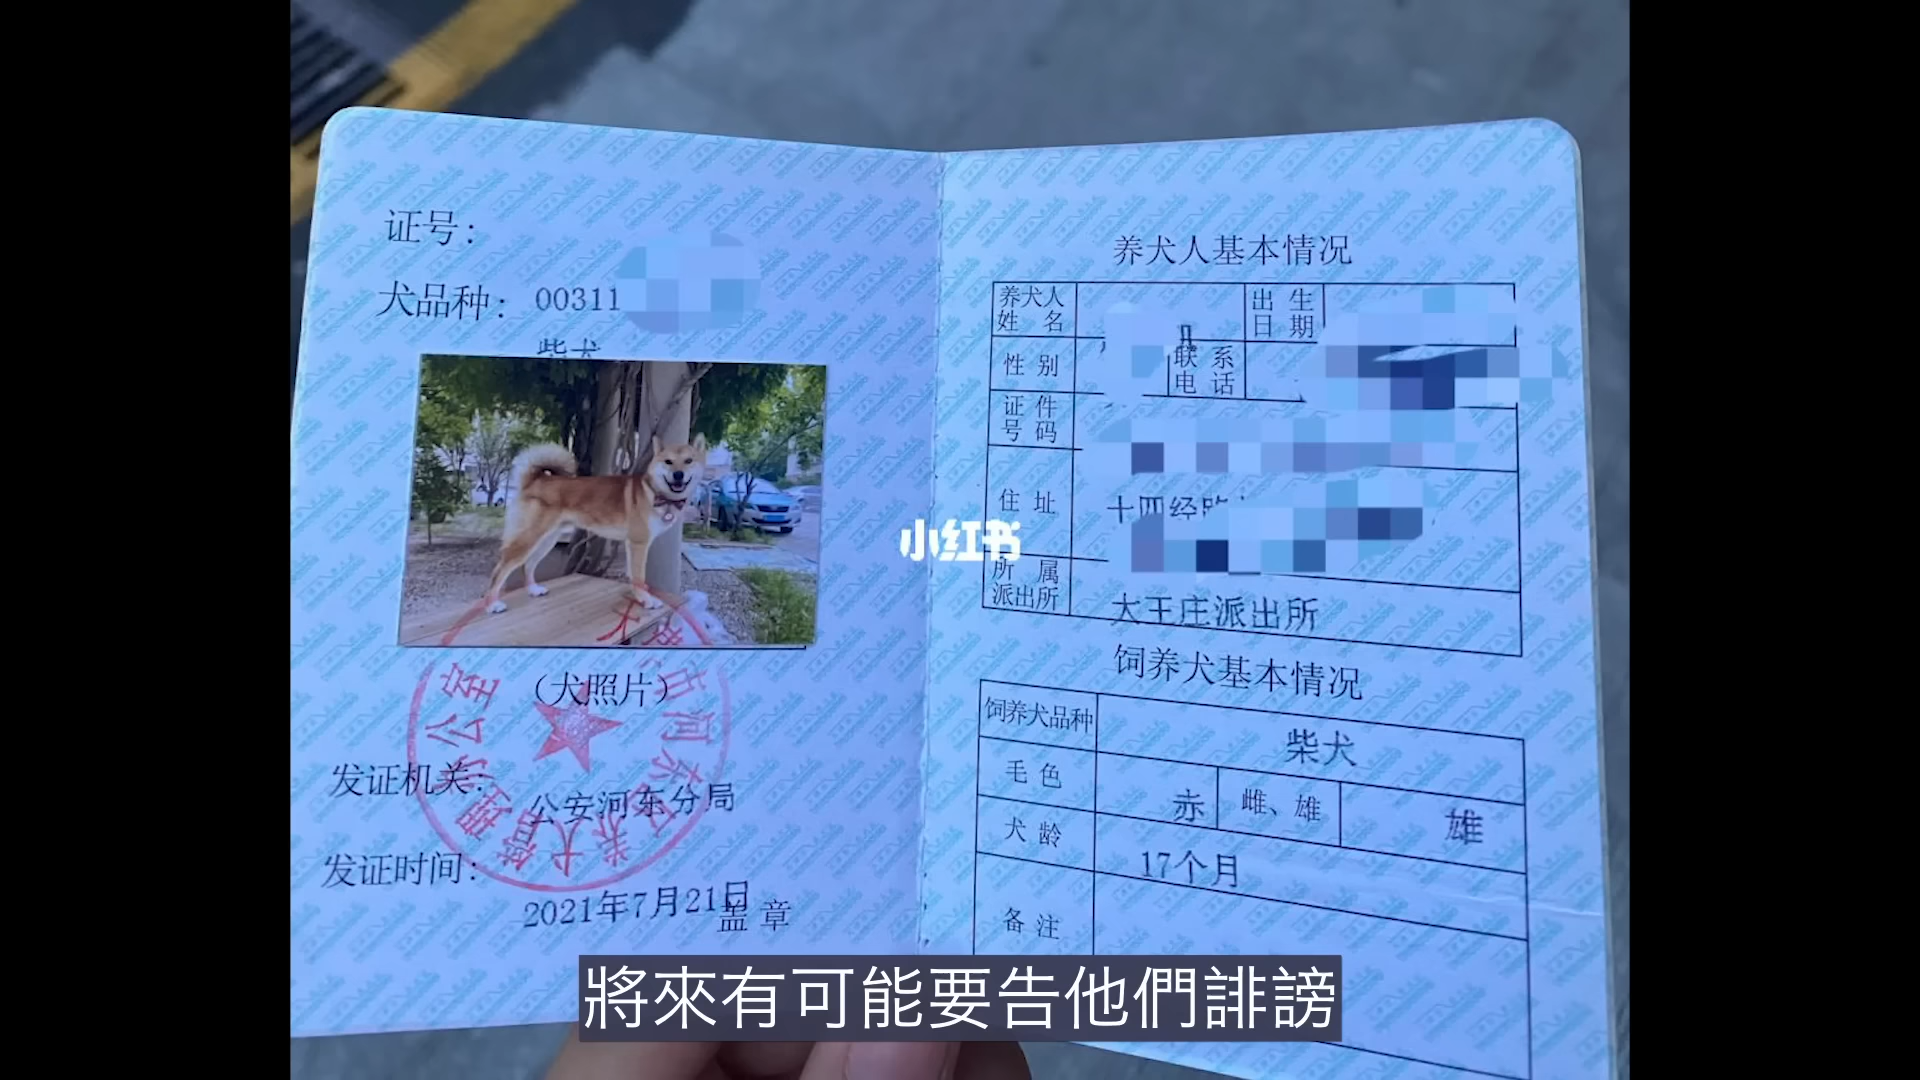 证号：
犬品种：00311
柴犬
（犬照片）
发证机关：
公安河东分局
发证时间：
2021年7月21日
盖 章
养犬人基本情况
养犬人
姓 名
出 生
日 期
性 别
联 系
电 话
证 件
号 码
住 址
十四经路
所 属
派出所
大王庄派出所
饲养犬基本情况
饲养犬品种
柴犬
毛 色
赤
雌、雄
雄
犬 龄
17个月
备 注
小红书
將來有可能要告他們誹謗